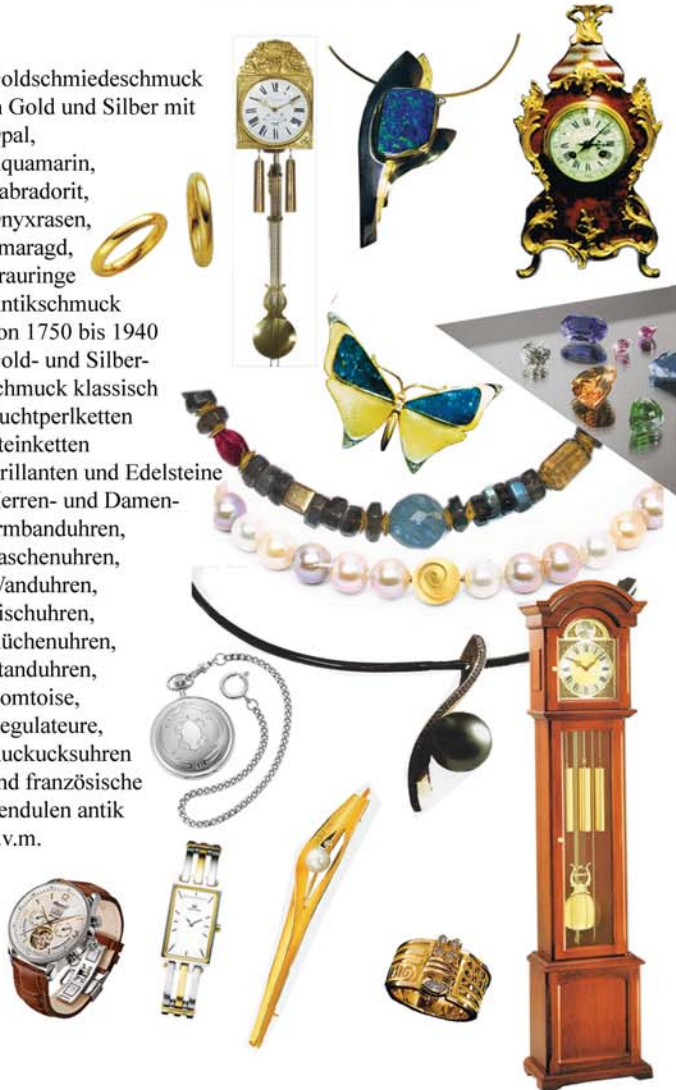 oldschmiedeschmuck
n Gold und Silber mit
pal,
quamarin,
abradorit,
nyxrasen,
maragd,
rauringe
ntikschmuck
on 1750 bis 1940
old- und Silber-
chmuck klassisch
uchtperlketten
teinketten
rillanten und Edelsteine
erren- und Damen-
rmbanduhren,
aschenuhren,
Wanduhren,
ischuhren,
üchenuhren,
tanduhren,
omtoise,
egulateure,
uckucksuhren
nd französische
endulen antik
.v.m.